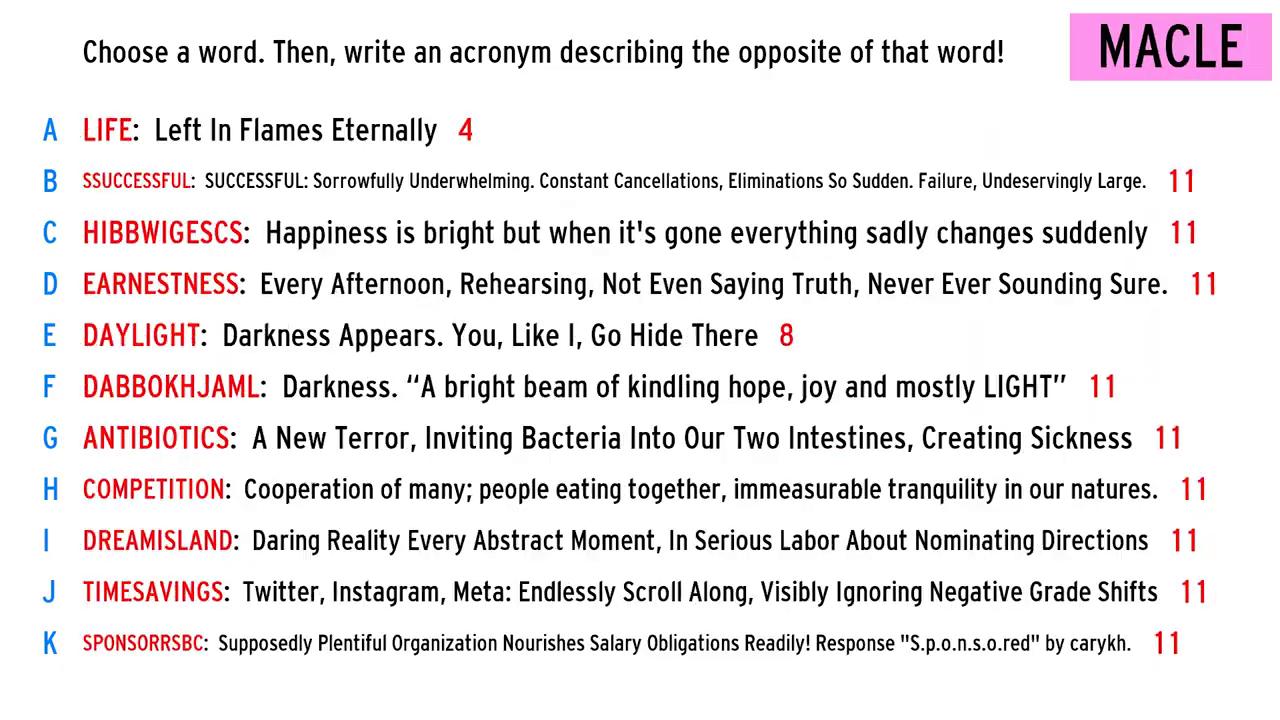 Choose a word. Then, write an acronym describing the opposite of that word!
MACLE
A LIFE: Left In Flames Eternally 4
B SSUCCESSFUL: SUCCESSFUL: Sorrowfully Underwhelming. Constant Cancellations, Eliminations So Sudden. Failure, Undeservingly Large. 11
C HIBBWIGESCS: Happiness is bright but when it's gone everything sadly changes suddenly 11
D EARNESTNESS: Every Afternoon, Rehearsing, Not Even Saying Truth, Never Ever Sounding Sure. 11
E DAYLIGHT: Darkness Appears. You, Like I, Go Hide There 8
F DABBOKHJAML: Darkness. “A bright beam of kindling hope, joy and mostly LIGHT” 11
G ANTIBIOTICS: A New Terror, Inviting Bacteria Into Our Two Intestines, Creating Sickness 11
H COMPETITION: Cooperation of many; people eating together, immeasurable tranquility in our natures. 11
I DREAMISLAND: Daring Reality Every Abstract Moment, In Serious Labor About Nominating Directions 11
J TIMESAVINGS: Twitter, Instagram, Meta: Endlessly Scroll Along, Visibly Ignoring Negative Grade Shifts 11
K SPONSORRSBC: Supposedly Plentiful Organization Nourishes Salary Obligations Readily! Response "S.p.o.n.s.o.red" by carykh. 11